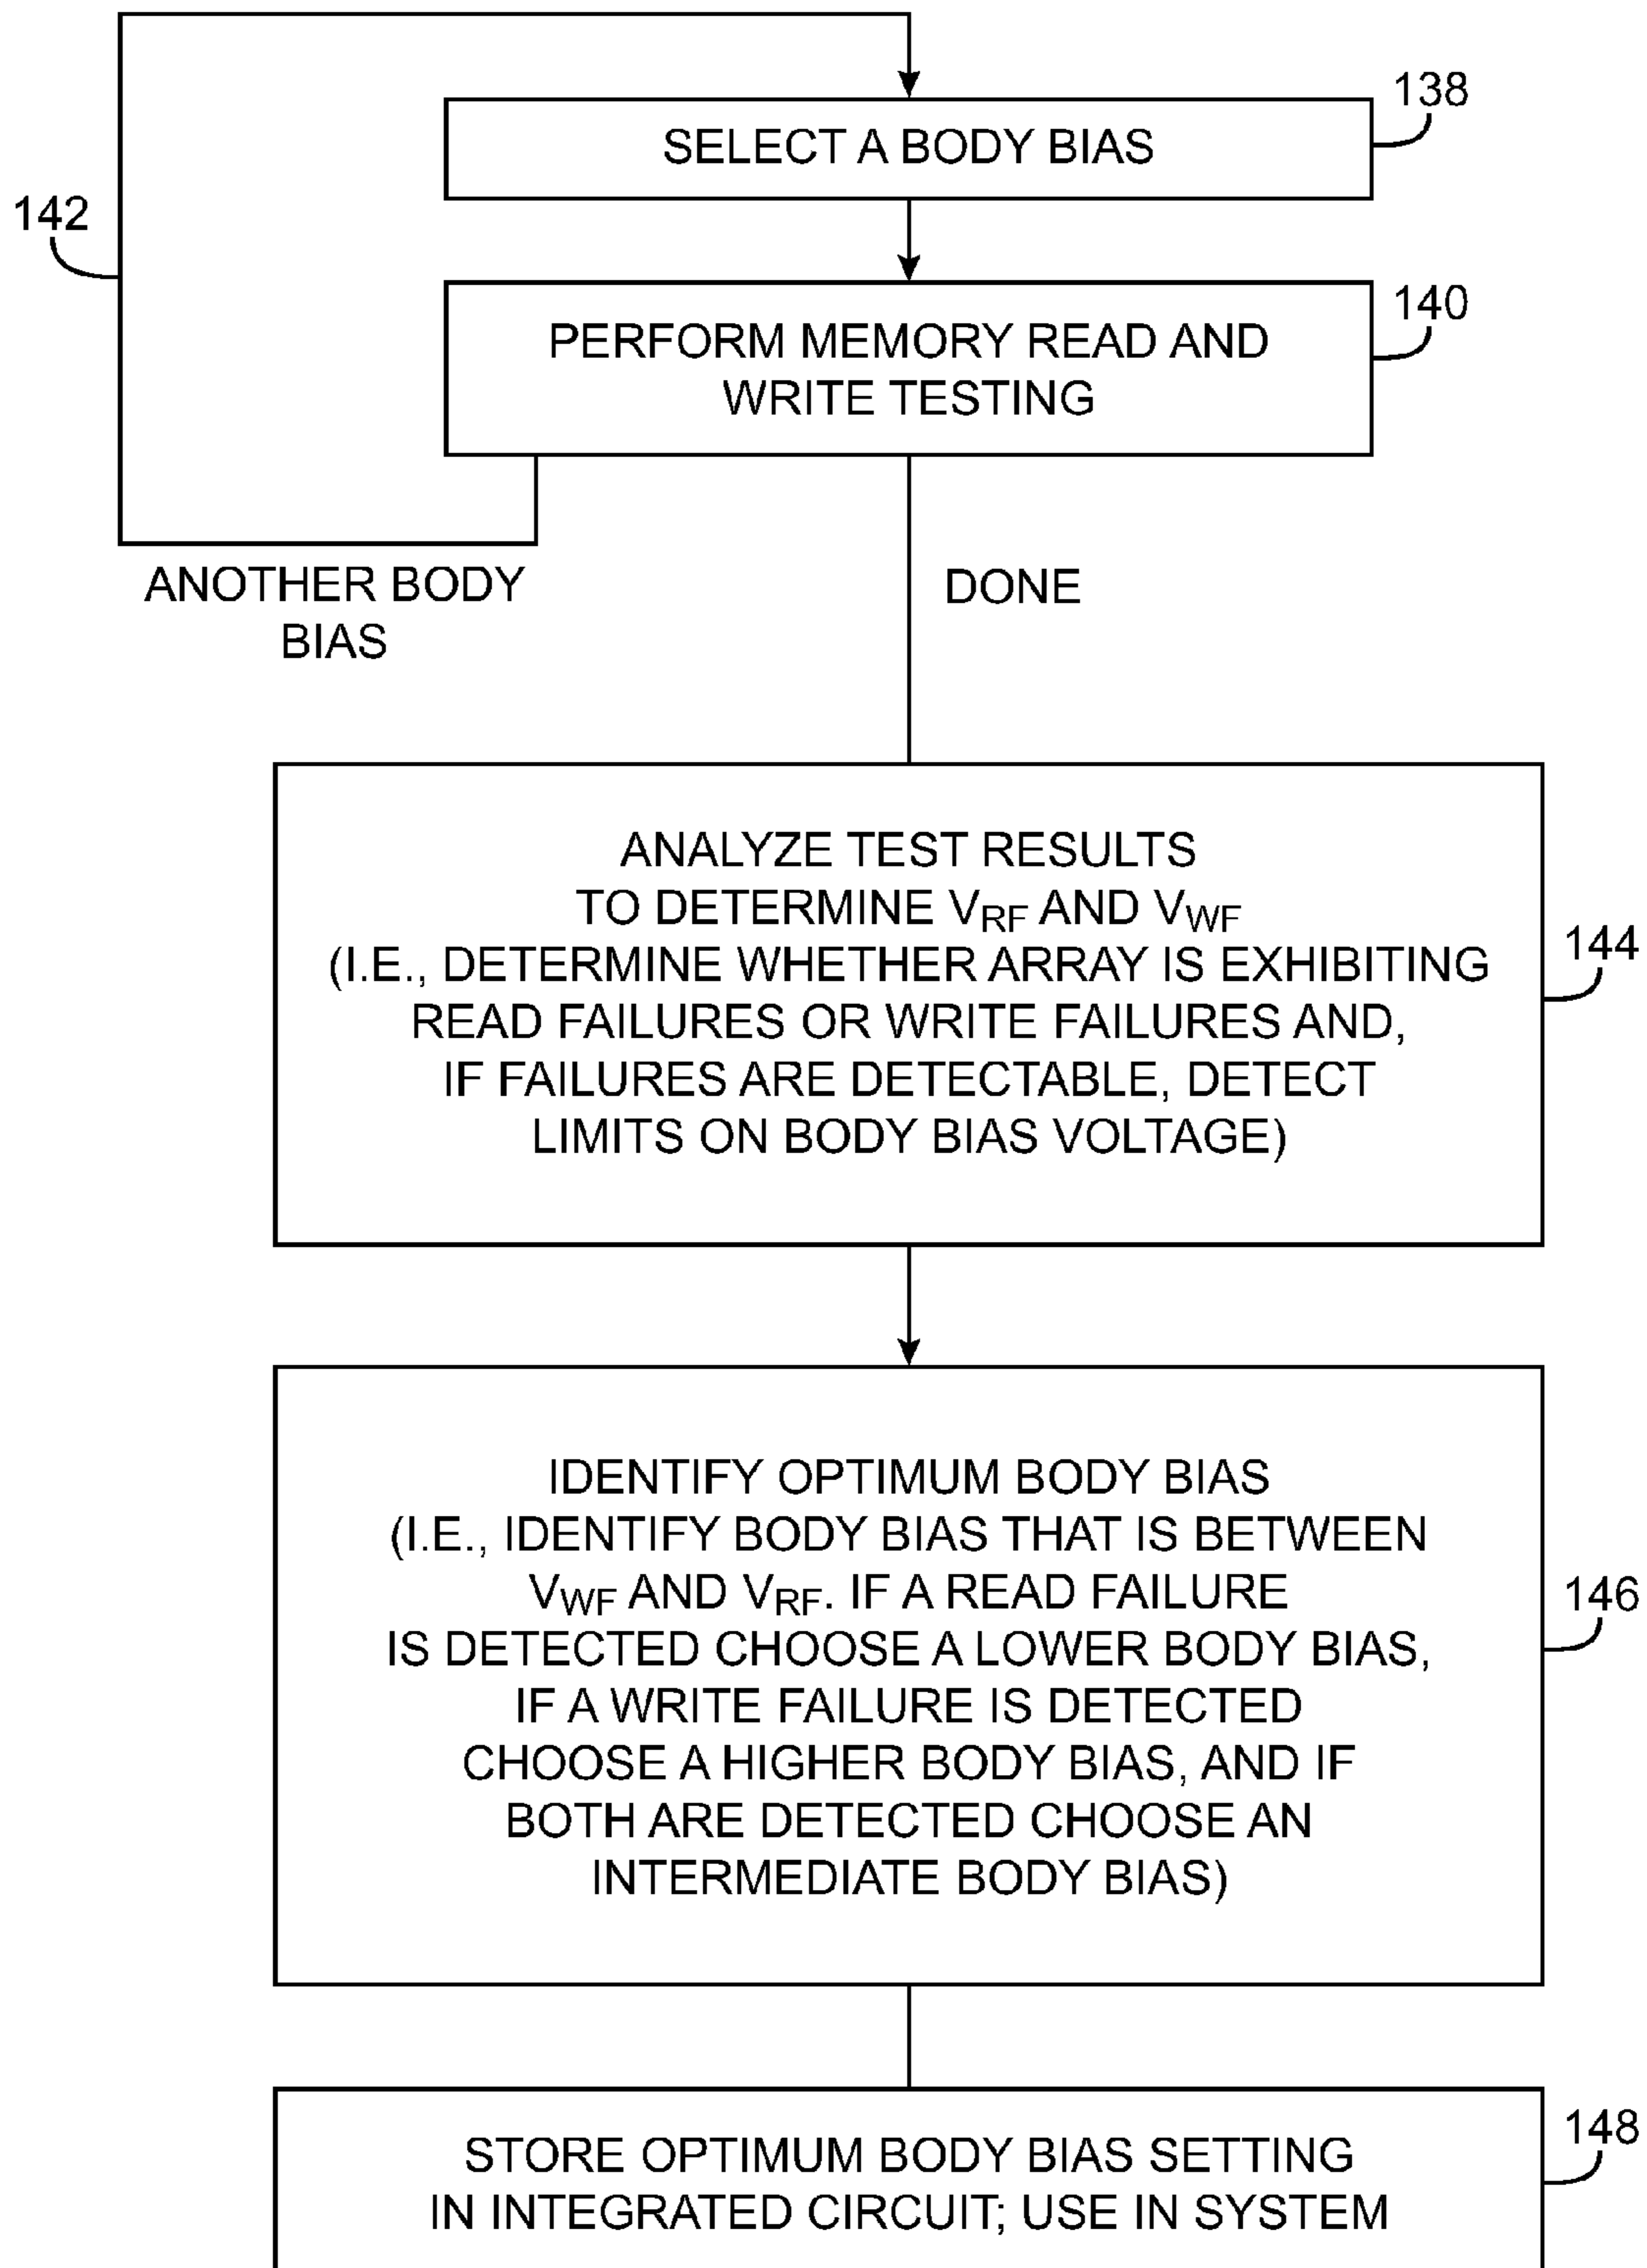 138
SELECT A BODY BIAS
142
140
PERFORM MEMORY READ AND
WRITE TESTING
ANOTHER BODY
BIAS
DONE
ANALYZE TEST RESULTS
TO DETERMINE VRF AND VWF
(I.E., DETERMINE WHETHER ARRAY IS EXHIBITING
READ FAILURES OR WRITE FAILURES AND,
IF FAILURES ARE DETECTABLE, DETECT
LIMITS ON BODY BIAS VOLTAGE)
144
IDENTIFY OPTIMUM BODY BIAS
(I.E., IDENTIFY BODY BIAS THAT IS BETWEEN
VWF AND VRF. IF A READ FAILURE
IS DETECTED CHOOSE A LOWER BODY BIAS,
IF A WRITE FAILURE IS DETECTED
CHOOSE A HIGHER BODY BIAS, AND IF
BOTH ARE DETECTED CHOOSE AN
INTERMEDIATE BODY BIAS)
146
STORE OPTIMUM BODY BIAS SETTING
IN INTEGRATED CIRCUIT; USE IN SYSTEM
148